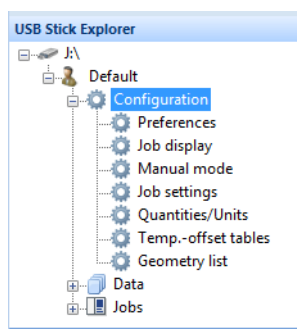 USB Stick Explorer
J:\
Default
Configuration
Preferences
Job display
Manual mode
Job settings
Quantities/Units
Temp.-offset tables
Geometry list
Data
Jobs